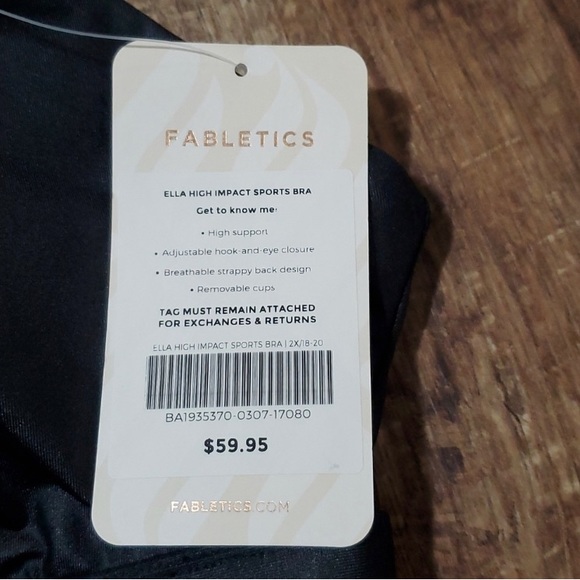 FABLETICS
ELLA HIGH IMPACT SPORTS BRA
Get to know me:
• High support
• Adjustable hook-and-eye closure
• Breathable strappy back design
• Removable cups
TAG MUST REMAIN ATTACHED
FOR EXCHANGES & RETURNS
ELLA HIGH IMPACT SPORTS BRA | 2X/18-20
BA1935370-0307-17080
$59.95
FABLETICS.COM